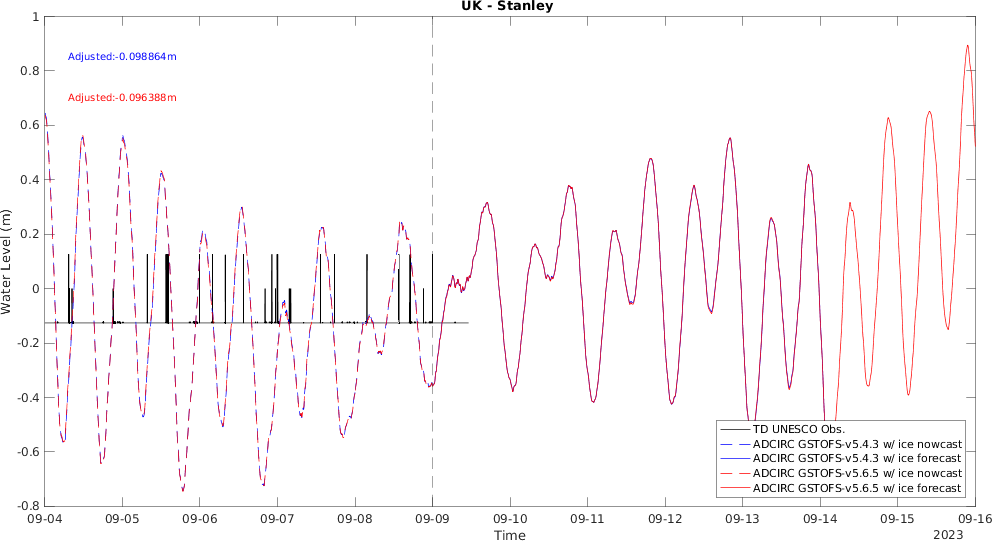 UK - Stanley
Adjusted:-0.098864m
Adjusted:-0.096388m
Water Level (m)
1
0.8
0.6
0.4
0.2
0
-0.2
-0.4
-0.6
-0.8
TD UNESCO Obs.
ADCIRC GSTOFS-v5.4.3 w/ ice nowcast
ADCIRC GSTOFS-v5.4.3 w/ ice forecast
ADCIRC GSTOFS-v5.6.5 w/ ice nowcast
ADCIRC GSTOFS-v5.6.5 w/ ice forecast
09-04 09-05 09-06 09-07 09-08 09-09 09-10 09-11 09-12 09-13 09-14 09-15 09-16
Time
2023